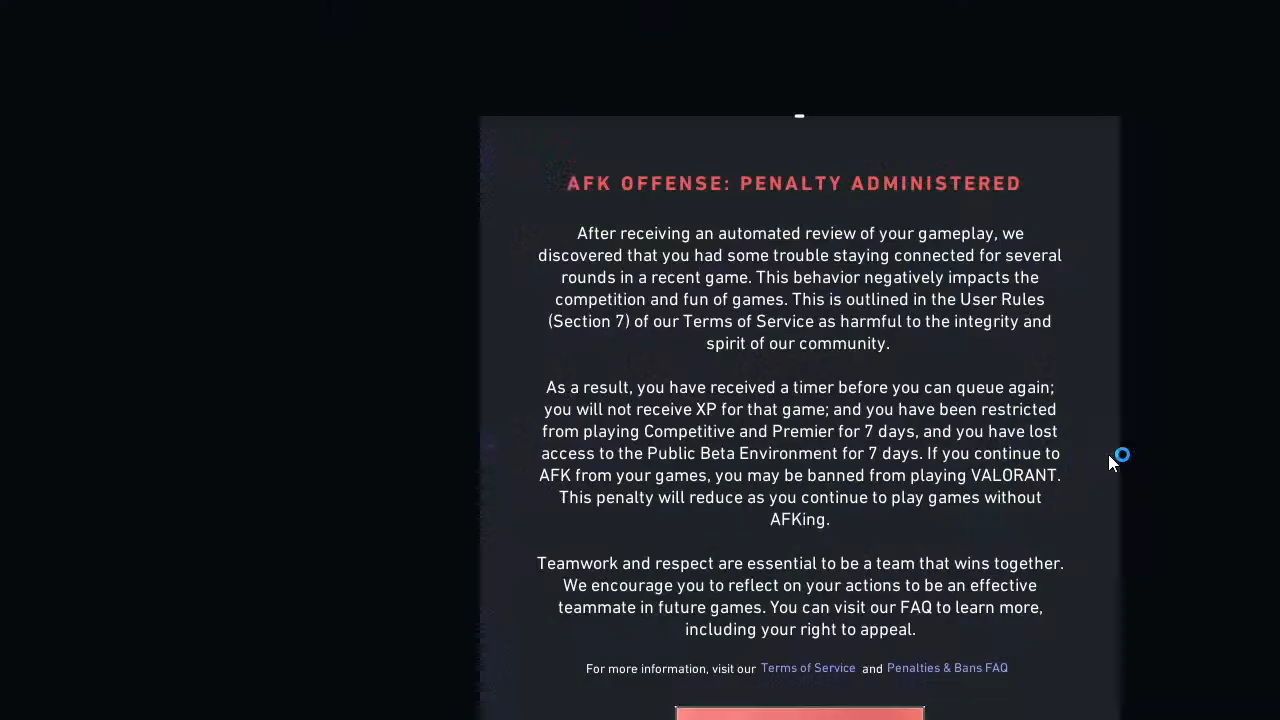 AFK OFFENSE: PENALTY ADMINISTERED
After receiving an automated review of your gameplay, we
discovered that you had some trouble staying connected for several
rounds in a recent game. This behavior negatively impacts the
competition and fun of games. This is outlined in the User Rules
(Section 7) of our Terms of Service as harmful to the integrity and
spirit of our community.
As a result, you have received a timer before you can queue again;
you will not receive XP for that game; and you have been restricted
from playing Competitive and Premier for 7 days, and you have lost
access to the Public Beta Environment for 7 days. If you continue to
AFK from your games, you may be banned from playing VALORANT.
This penalty will reduce as you continue to play games without
AFKing.
Teamwork and respect are essential to be a team that wins together.
We encourage you to reflect on your actions to be an effective
teammate in future games. You can visit our FAQ to learn more,
including your right to appeal.
For more information, visit our Terms of Service and Penalties & Bans FAQ